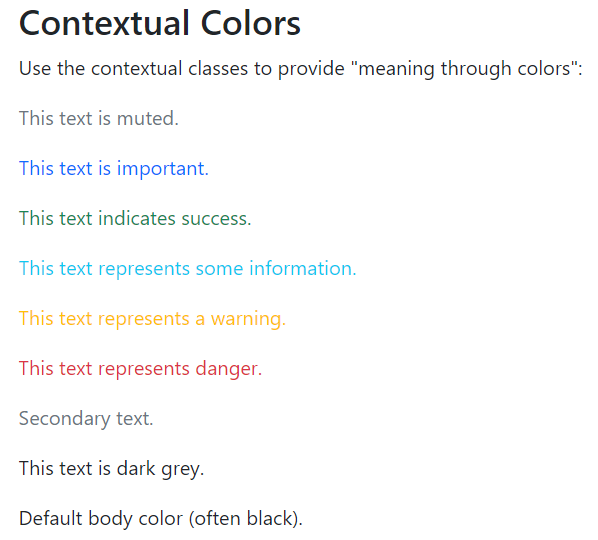 Contextual Colors
Use the contextual classes to provide "meaning through colors":
This text is muted.
This text is important.
This text indicates success.
This text represents some information.
This text represents a warning.
This text represents danger.
Secondary text.
This text is dark grey.
Default body color (often black).